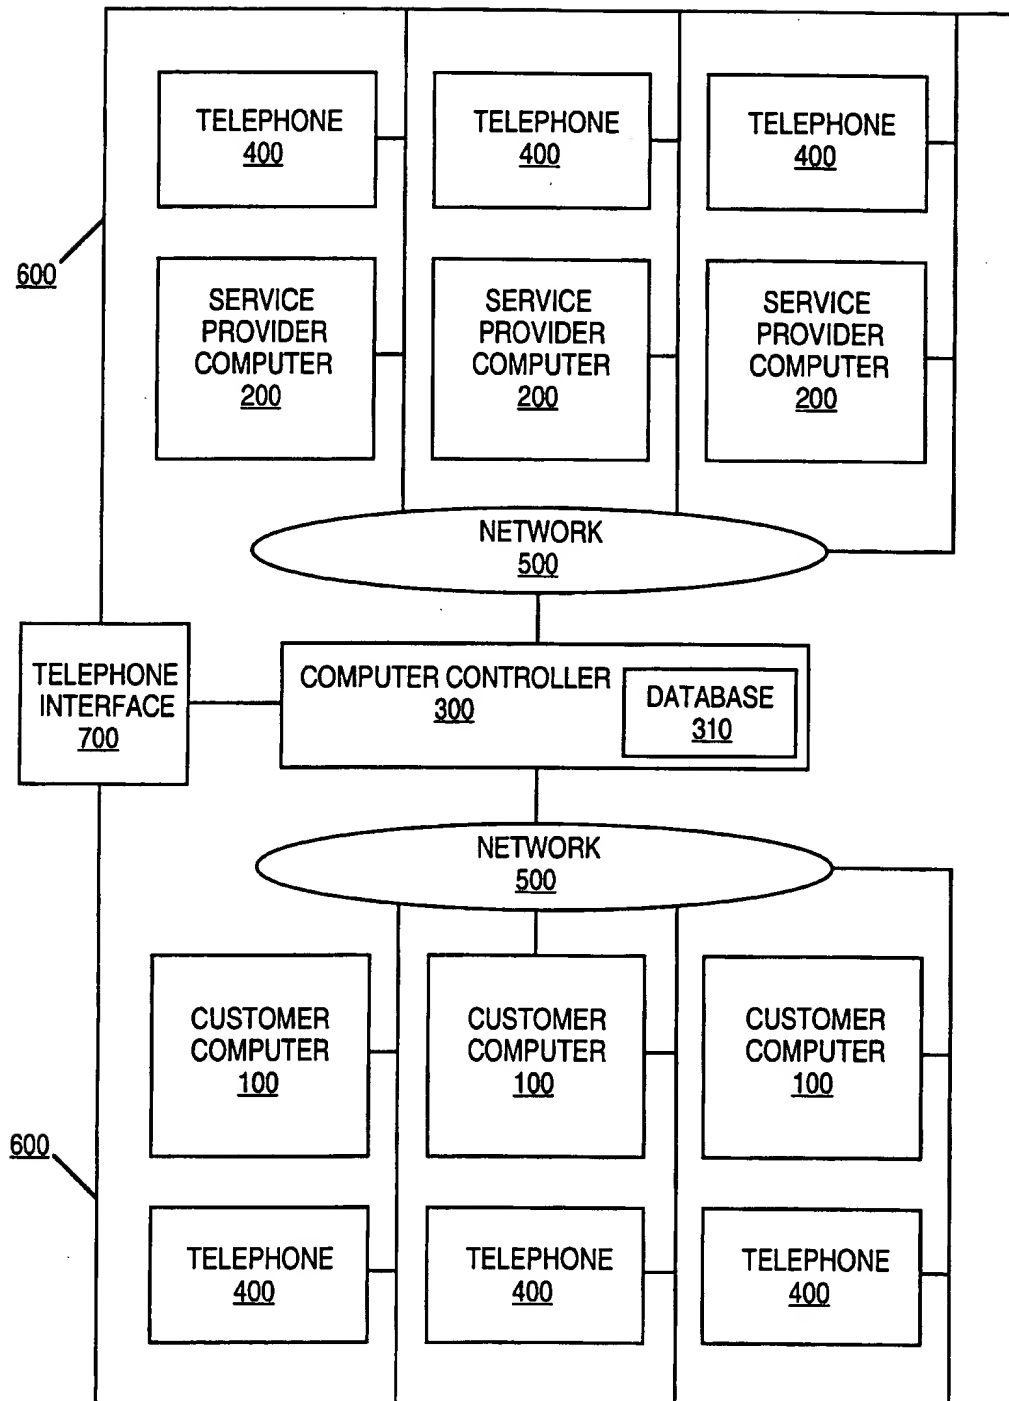 TELEPHONE
400
TELEPHONE
400
TELEPHONE
400
600
SERVICE
PROVIDER
COMPUTER
200
SERVICE
PROVIDER
COMPUTER
200
SERVICE
PROVIDER
COMPUTER
200
NETWORK
500
TELEPHONE
INTERFACE
700
COMPUTER CONTROLLER
300
DATABASE
310
NETWORK
500
CUSTOMER
COMPUTER
100
CUSTOMER
COMPUTER
100
CUSTOMER
COMPUTER
100
600
TELEPHONE
400
TELEPHONE
400
TELEPHONE
400